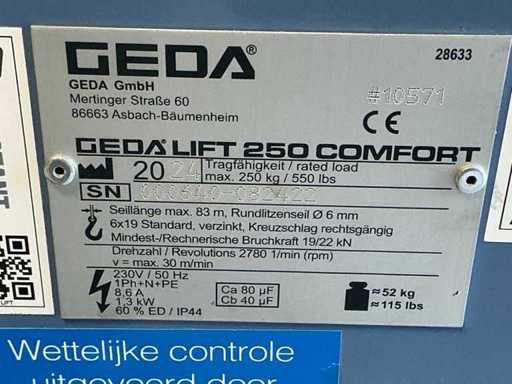 GEDA®
28633
GEDA GmbH
Mertinger Straße 60
86663 Asbach-Bäumenheim
#10571
CE
GEDA LIFT 250 COMFORT
2024
Tragfähigkeit / rated load
max. 250 kg / 550 lbs
SN
Seillänge max. 83 m, Rundlitzenseil Ø 6 mm
6x19 Standard, verzinkt, Kreuzschlag rechtsgängig
Mindest-/Rechnerische Bruchkraft 19/22 kN
Drehzahl / Revolutions 2780 1/min (rpm)
v = max. 30 m/min
230V / 50 Hz
1Ph+N+PE
8,6 A
1,3 kW
60 % ED / IP44
Ca 80 µF
Cb 40 µF
≈ 52 kg
≈ 115 lbs
Wettelijke controle
uitgevoerd door
LIFT